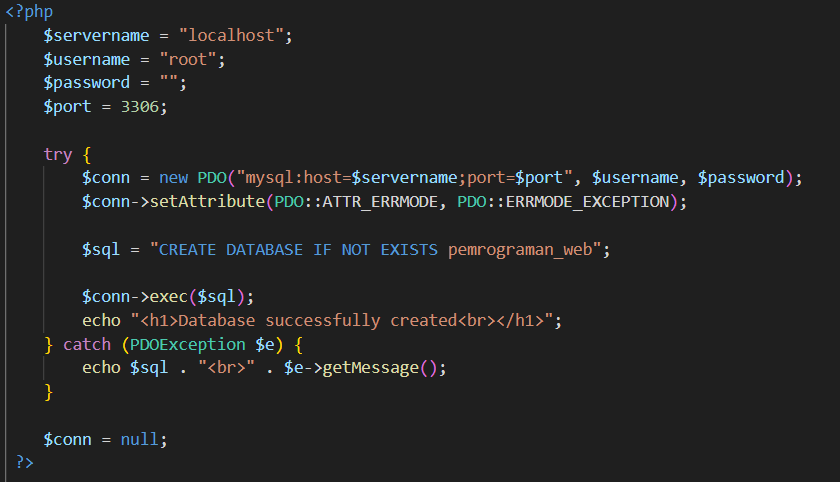 <?php
    $servername = "localhost";
    $username = "root";
    $password = "";
    $port = 3306;

    try {
        $conn = new PDO("mysql:host=$servername;port=$port", $username, $password);
        $conn->setAttribute(PDO::ATTR_ERRMODE, PDO::ERRMODE_EXCEPTION);

        $sql = "CREATE DATABASE IF NOT EXISTS pemrograman_web";

        $conn->exec($sql);
        echo "<h1>Database successfully created<br></h1>";
    } catch (PDOException $e) {
        echo $sql . "<br>" . $e->getMessage();
    }

    $conn = null;
?>